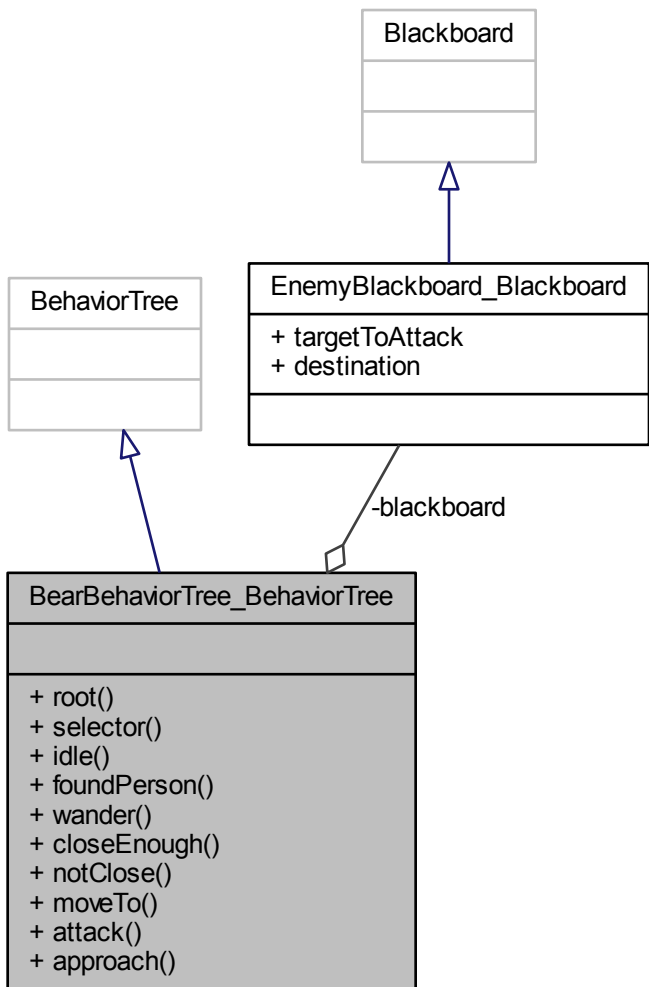 Blackboard
EnemyBlackboard_Blackboard
+ targetToAttack
+ destination
BehaviorTree
-blackboard
BearBehaviorTree_BehaviorTree
+ root()
+ selector()
+ idle()
+ foundPerson()
+ wander()
+ closeEnough()
+ notClose()
+ moveTo()
+ attack()
+ approach()